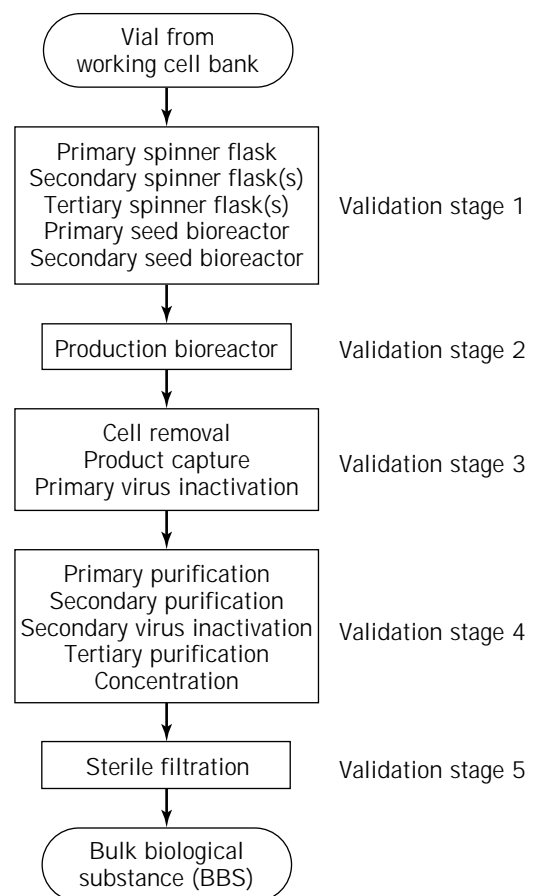 Vial from
working cell bank
Primary spinner flask
Secondary spinner flask(s)
Tertiary spinner flask(s)
Primary seed bioreactor
Secondary seed bioreactor
Validation stage 1
Production bioreactor
Validation stage 2
Cell removal
Product capture
Primary virus inactivation
Validation stage 3
Primary purification
Secondary purification
Secondary virus inactivation
Tertiary purification
Concentration
Validation stage 4
Sterile filtration
Validation stage 5
Bulk biological
substance (BBS)